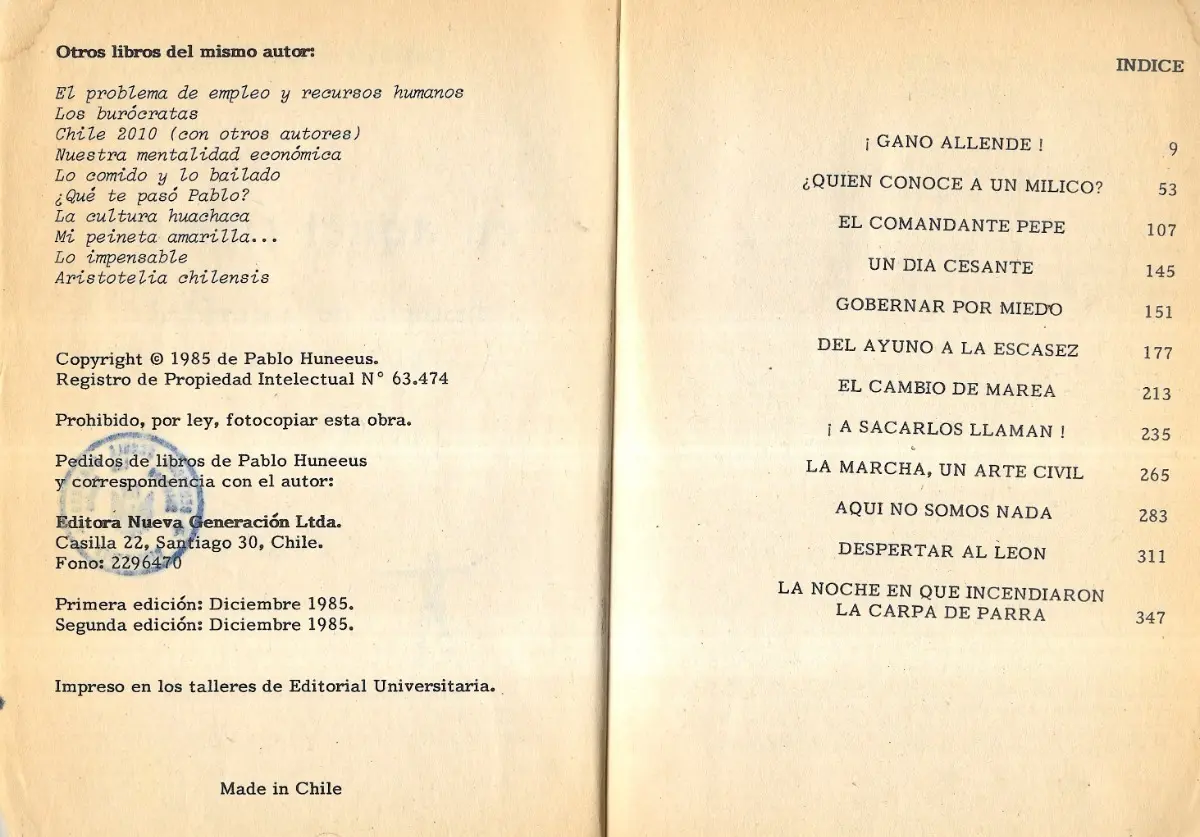 Otros libros del mismo autor:
El problema de empleo y recursos humanos
Los burócratas
Chile 2010 (con otros autores)
Nuestra mentalidad económica
Lo comido y lo bailado
¿Qué te pasó Pablo?
La cultura huachaca
Mi peineta amarilla...
Lo impensable
Aristotelia chilensis
Copyright © 1985 de Pablo Huneeus.
Registro de Propiedad Intelectual N° 63.474
Prohibido, por ley, fotocopiar esta obra.
Pedidos de libros de Pablo Huneeus
y correspondencia con el autor:
Editora Nueva Generación Ltda.
Casilla 22, Santiago 30, Chile.
Fono: 2296470
Primera edición: Diciembre 1985.
Segunda edición: Diciembre 1985.
Impreso en los talleres de Editorial Universitaria.
Made in Chile
INDICE
¡ GANO ALLENDE ! 9
¿QUIEN CONOCE A UN MILICO? 53
EL COMANDANTE PEPE 107
UN DIA CESANTE 145
GOBERNAR POR MIEDO 151
DEL AYUNO A LA ESCASEZ 177
EL CAMBIO DE MAREA 213
¡ A SACARLOS LLAMAN ! 235
LA MARCHA, UN ARTE CIVIL 265
AQUI NO SOMOS NADA 283
DESPERTAR AL LEON 311
LA NOCHE EN QUE INCENDIARON
LA CARPA DE PARRA 347